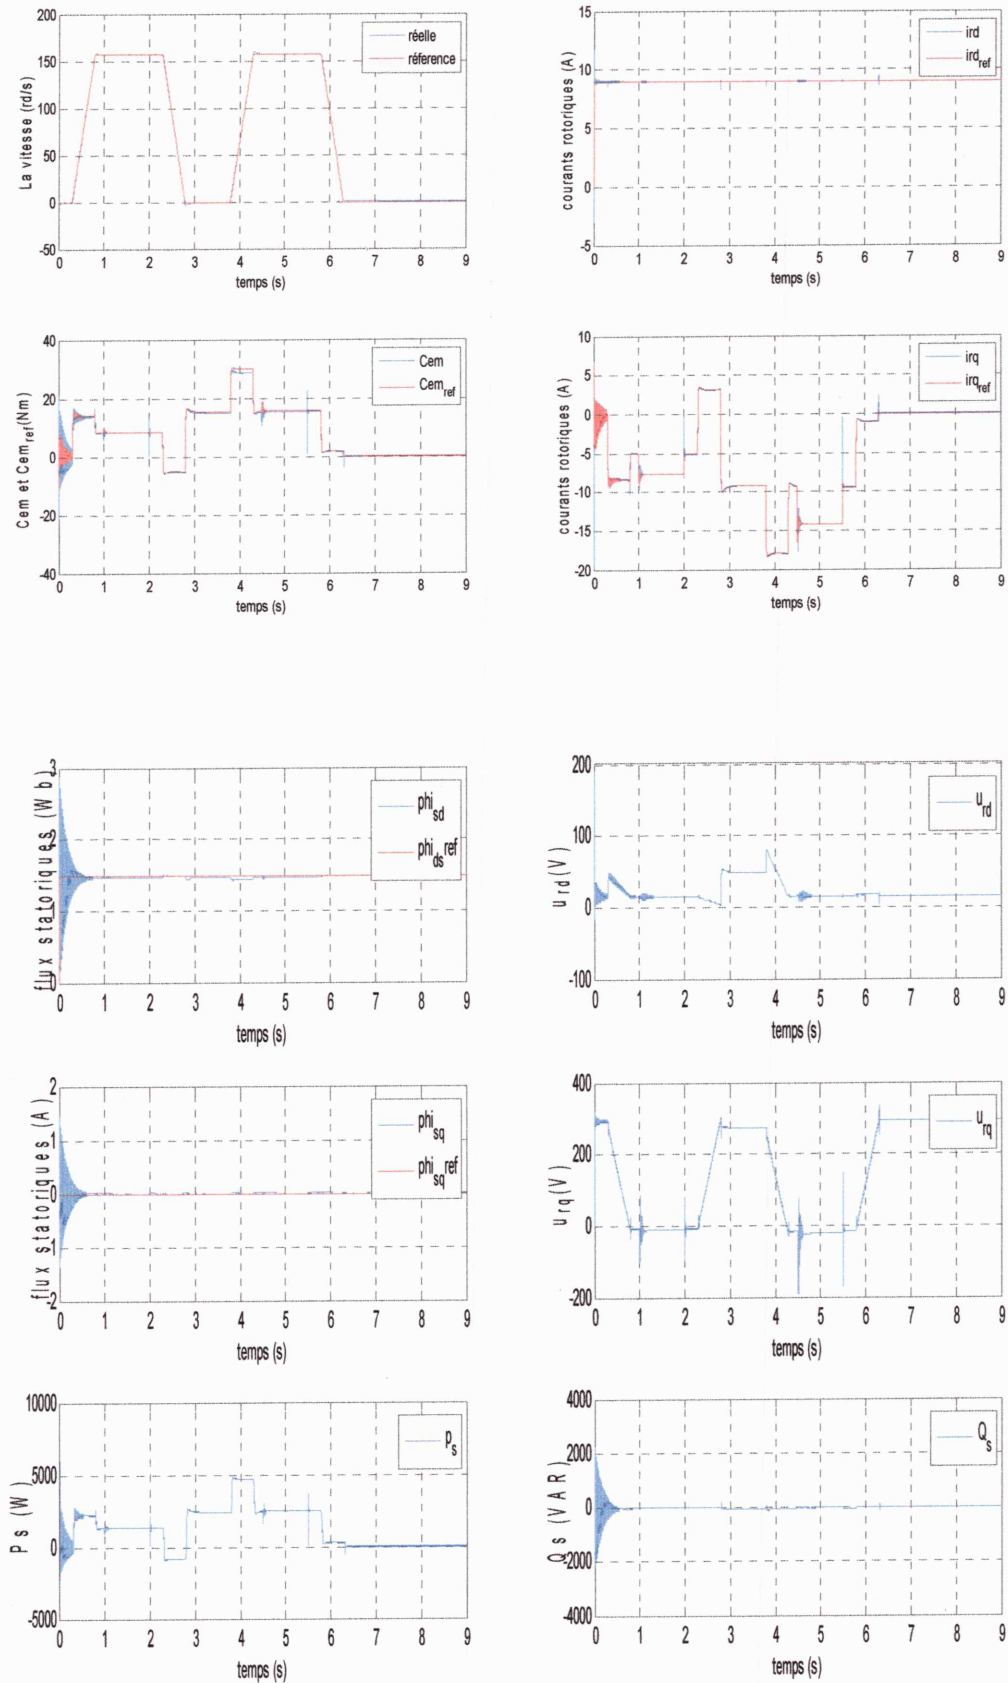 200
150
100
50
0
-50
La vitesse (rd/s)
réelle
réference
0 1 2 3 4 5 6 7 8 9
temps (s)
15
10
5
0
-5
courants rotoriques (A)
ird
ird_ref
0 1 2 3 4 5 6 7 8 9
temps (s)
40
20
0
-20
-40
Cem et Cem_ref(Nm)
Cem
Cem_ref
0 1 2 3 4 5 6 7 8 9
temps (s)
10
5
0
-5
-10
-15
-20
courants rotoriques (A)
irq
irq_ref
0 1 2 3 4 5 6 7 8 9
temps (s)
3
2
1
0
flux statoriques (Wb)
phi_sd
phi_ds ref
0 1 2 3 4 5 6 7 8 9
temps (s)
200
100
0
-100
u_rd (V)
u_rd
0 1 2 3 4 5 6 7 8 9
temps (s)
2
1
0
-1
-2
flux statoriques (A)
phi_sq
phi_sq ref
0 1 2 3 4 5 6 7 8 9
temps (s)
400
200
0
-200
u_rq (V)
u_rq
0 1 2 3 4 5 6 7 8 9
temps (s)
10000
5000
0
-5000
Ps (W)
p_s
0 1 2 3 4 5 6 7 8 9
temps (s)
4000
2000
0
-2000
-4000
Q_s (VAR)
Q_s
0 1 2 3 4 5 6 7 8 9
temps (s)